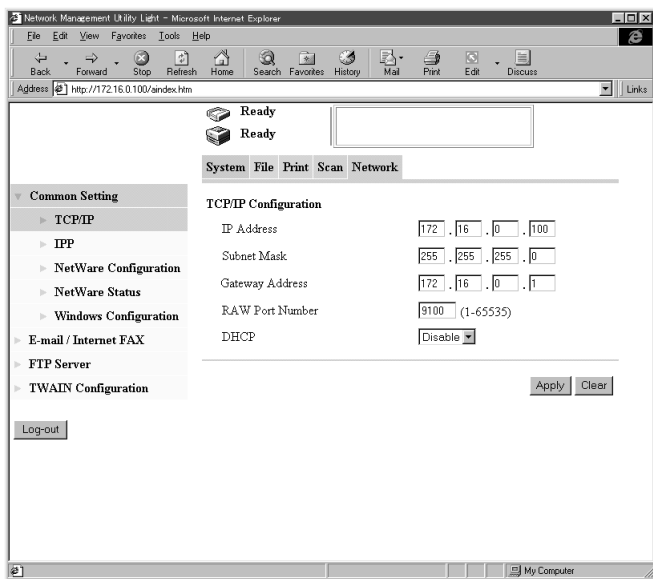 Network Management Utility Light - Microsoft Internet Explorer
File Edit View Favorites Tools Help
Back Forward Stop Refresh Home Search Favorites History Mail Print Edit Discuss
Address http://172.16.0.100/aindex.htm Links
Ready
Ready
System File Print Scan Network
Common Setting
TCP/IP
IPP
NetWare Configuration
NetWare Status
Windows Configuration
E-mail / Internet FAX
FTP Server
TWAIN Configuration
Log-out
TCP/IP Configuration
IP Address 172 . 16 . 0 . 100
Subnet Mask 255 . 255 . 255 . 0
Gateway Address 172 . 16 . 0 . 1
RAW Port Number 9100 (1-65535)
DHCP Disable
Apply Clear
My Computer